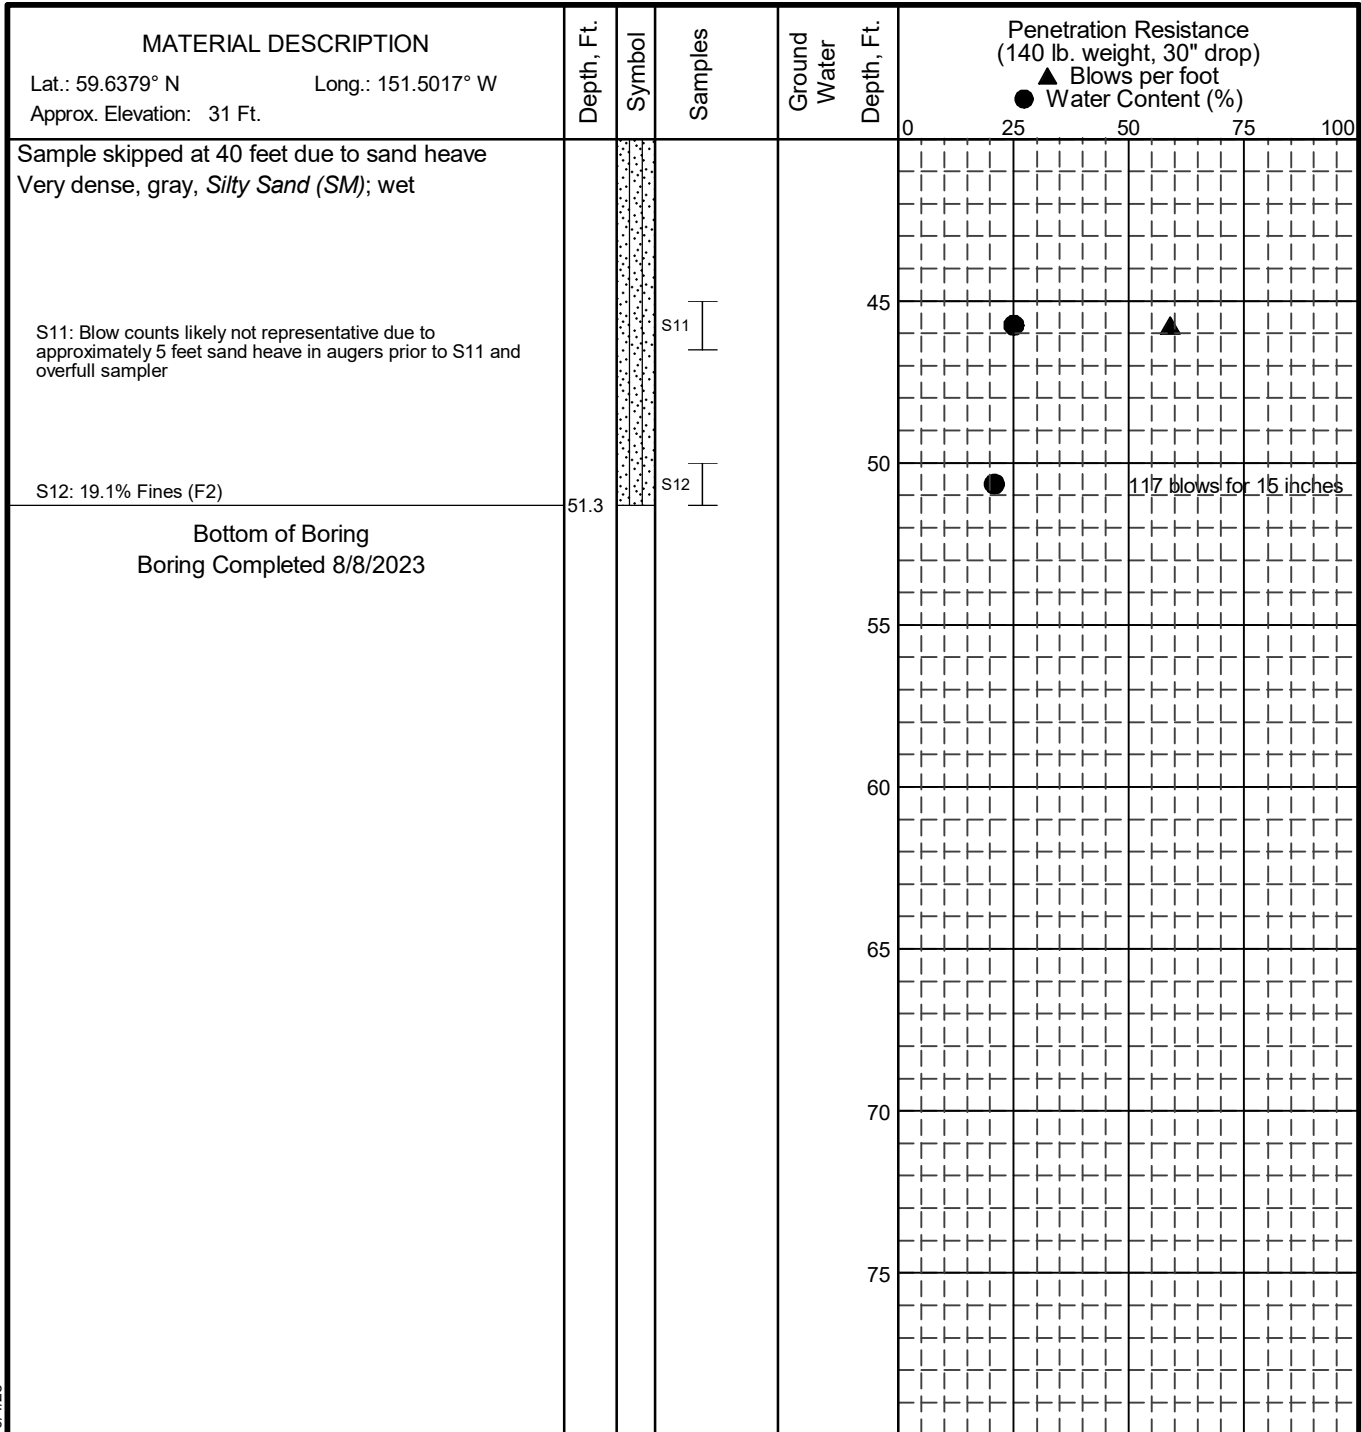 MATERIAL DESCRIPTION
Lat.: 59.6379° N Long.: 151.5017° W
Approx. Elevation: 31 Ft.
Depth, Ft.
Symbol
Samples
Ground
Water
Depth, Ft.
Penetration Resistance
(140 lb. weight, 30" drop)
▲ Blows per foot
● Water Content (%)
0 25 50 75 100
Sample skipped at 40 feet due to sand heave
Very dense, gray, Silty Sand (SM); wet
45
S11: Blow counts likely not representative due to
approximately 5 feet sand heave in augers prior to S11 and
overfull sampler
S11
50
S12: 19.1% Fines (F2)
S12
117 blows for 15 inches
51.3
Bottom of Boring
Boring Completed 8/8/2023
55
60
65
70
75